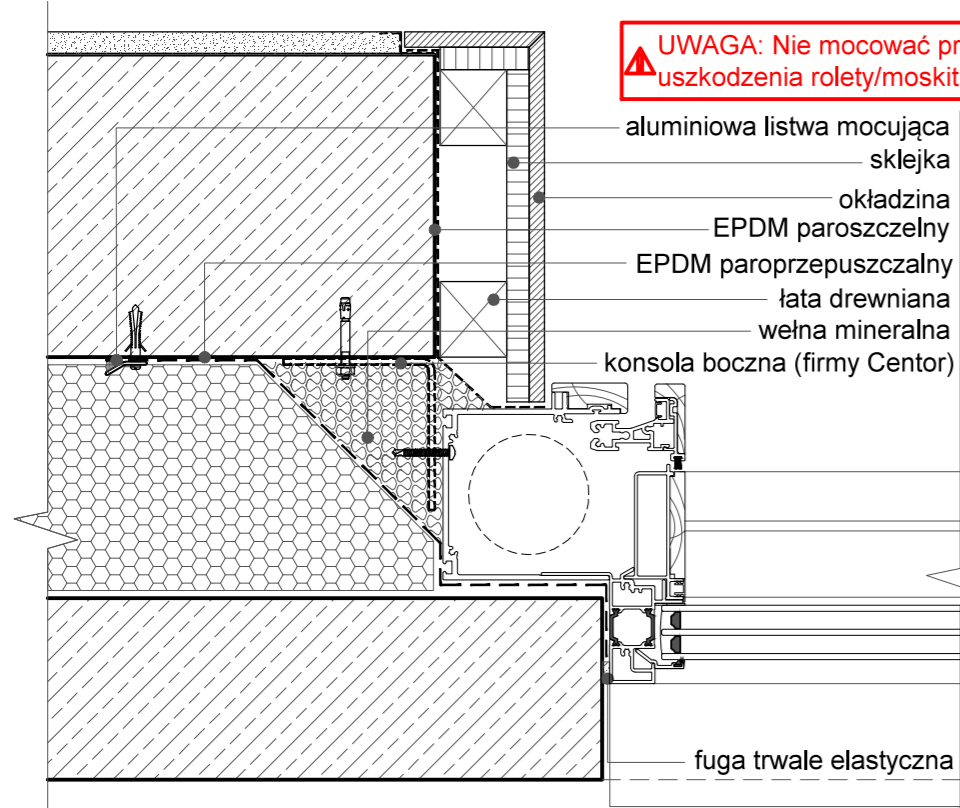 UWAGA: Nie mocować
uszkodzenia rolety/moskit
aluminiowa listwa mocująca
sklejka
okładzina
EPDM paroszczelny
EPDM paroprzepuszczalny
łata drewniana
wełna mineralna
konsola boczna (firmy Centor)
fuga trwale elastyczna